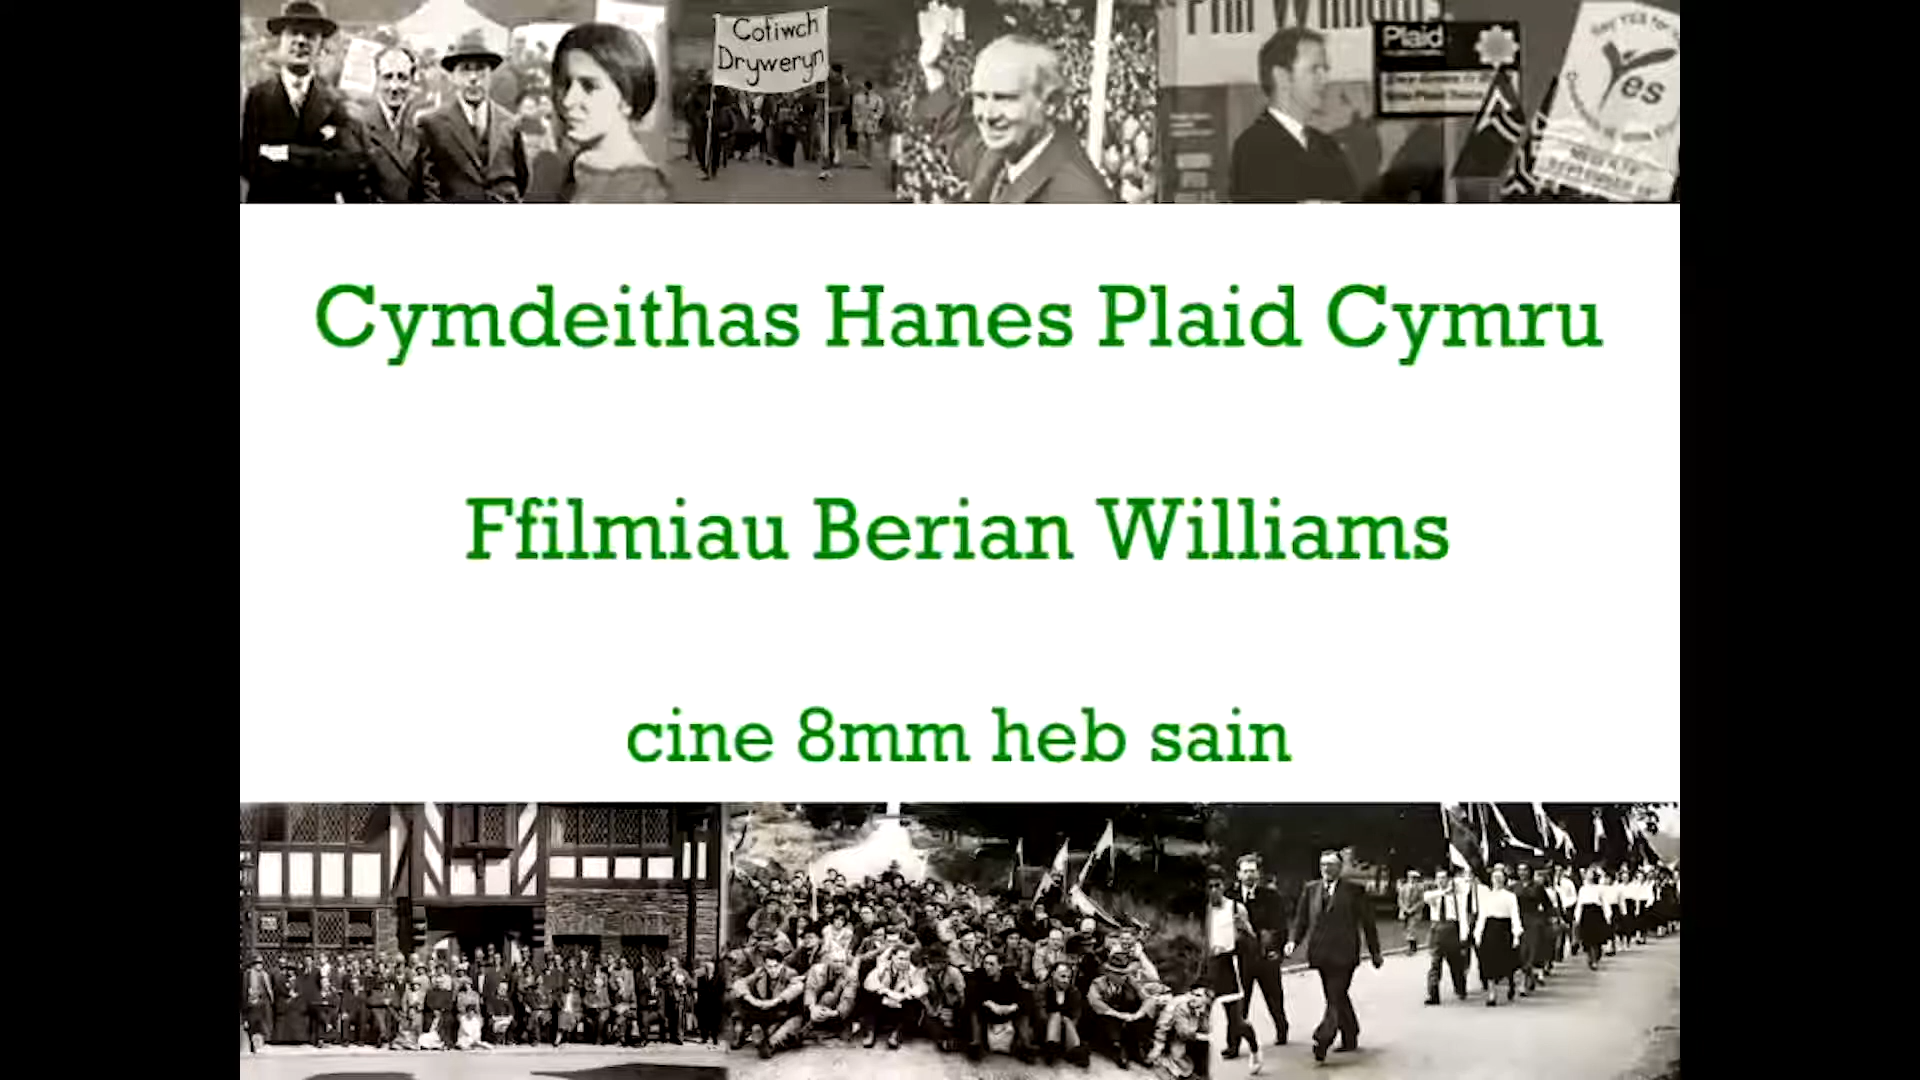 Cofiwch
Dryweryn
Plaid
Yes
Cymdeithas Hanes Plaid Cymru
Ffilmiau Berian Williams
cine 8mm heb sain